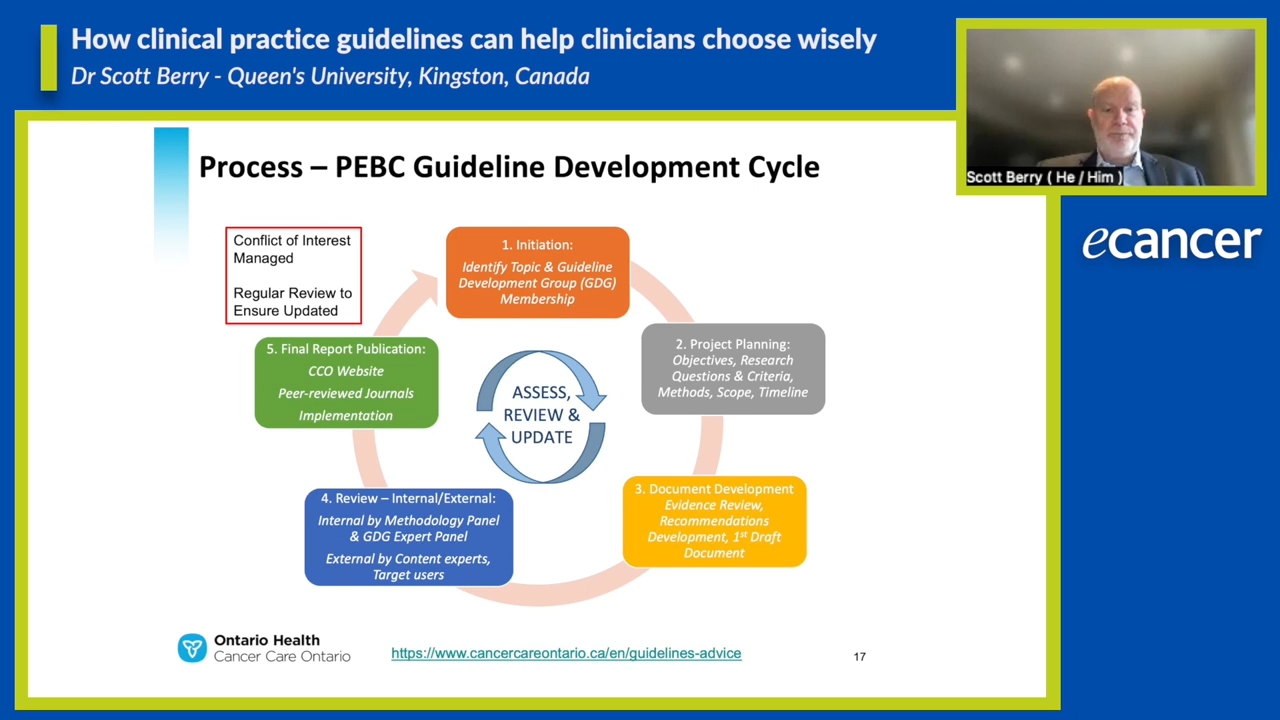 How clinical practice guidelines can help clinicians choose wisely
Dr Scott Berry - Queen's University, Kingston, Canada
Scott Berry ( He / Him )
ecancer
Process – PEBC Guideline Development Cycle
Conflict of Interest
Managed
Regular Review to
Ensure Updated
1. Initiation:
Identify Topic & Guideline
Development Group (GDG)
Membership
2. Project Planning:
Objectives, Research
Questions & Criteria,
Methods, Scope, Timeline
3. Document Development
Evidence Review,
Recommendations
Development, 1st Draft
Document
4. Review – Internal/External:
Internal by Methodology Panel
& GDG Expert Panel
External by Content experts,
Target users
5. Final Report Publication:
CCO Website
Peer-reviewed Journals
Implementation
ASSESS,
REVIEW &
UPDATE
Ontario Health
Cancer Care Ontario
https://www.cancercareontario.ca/en/guidelines-advice
17